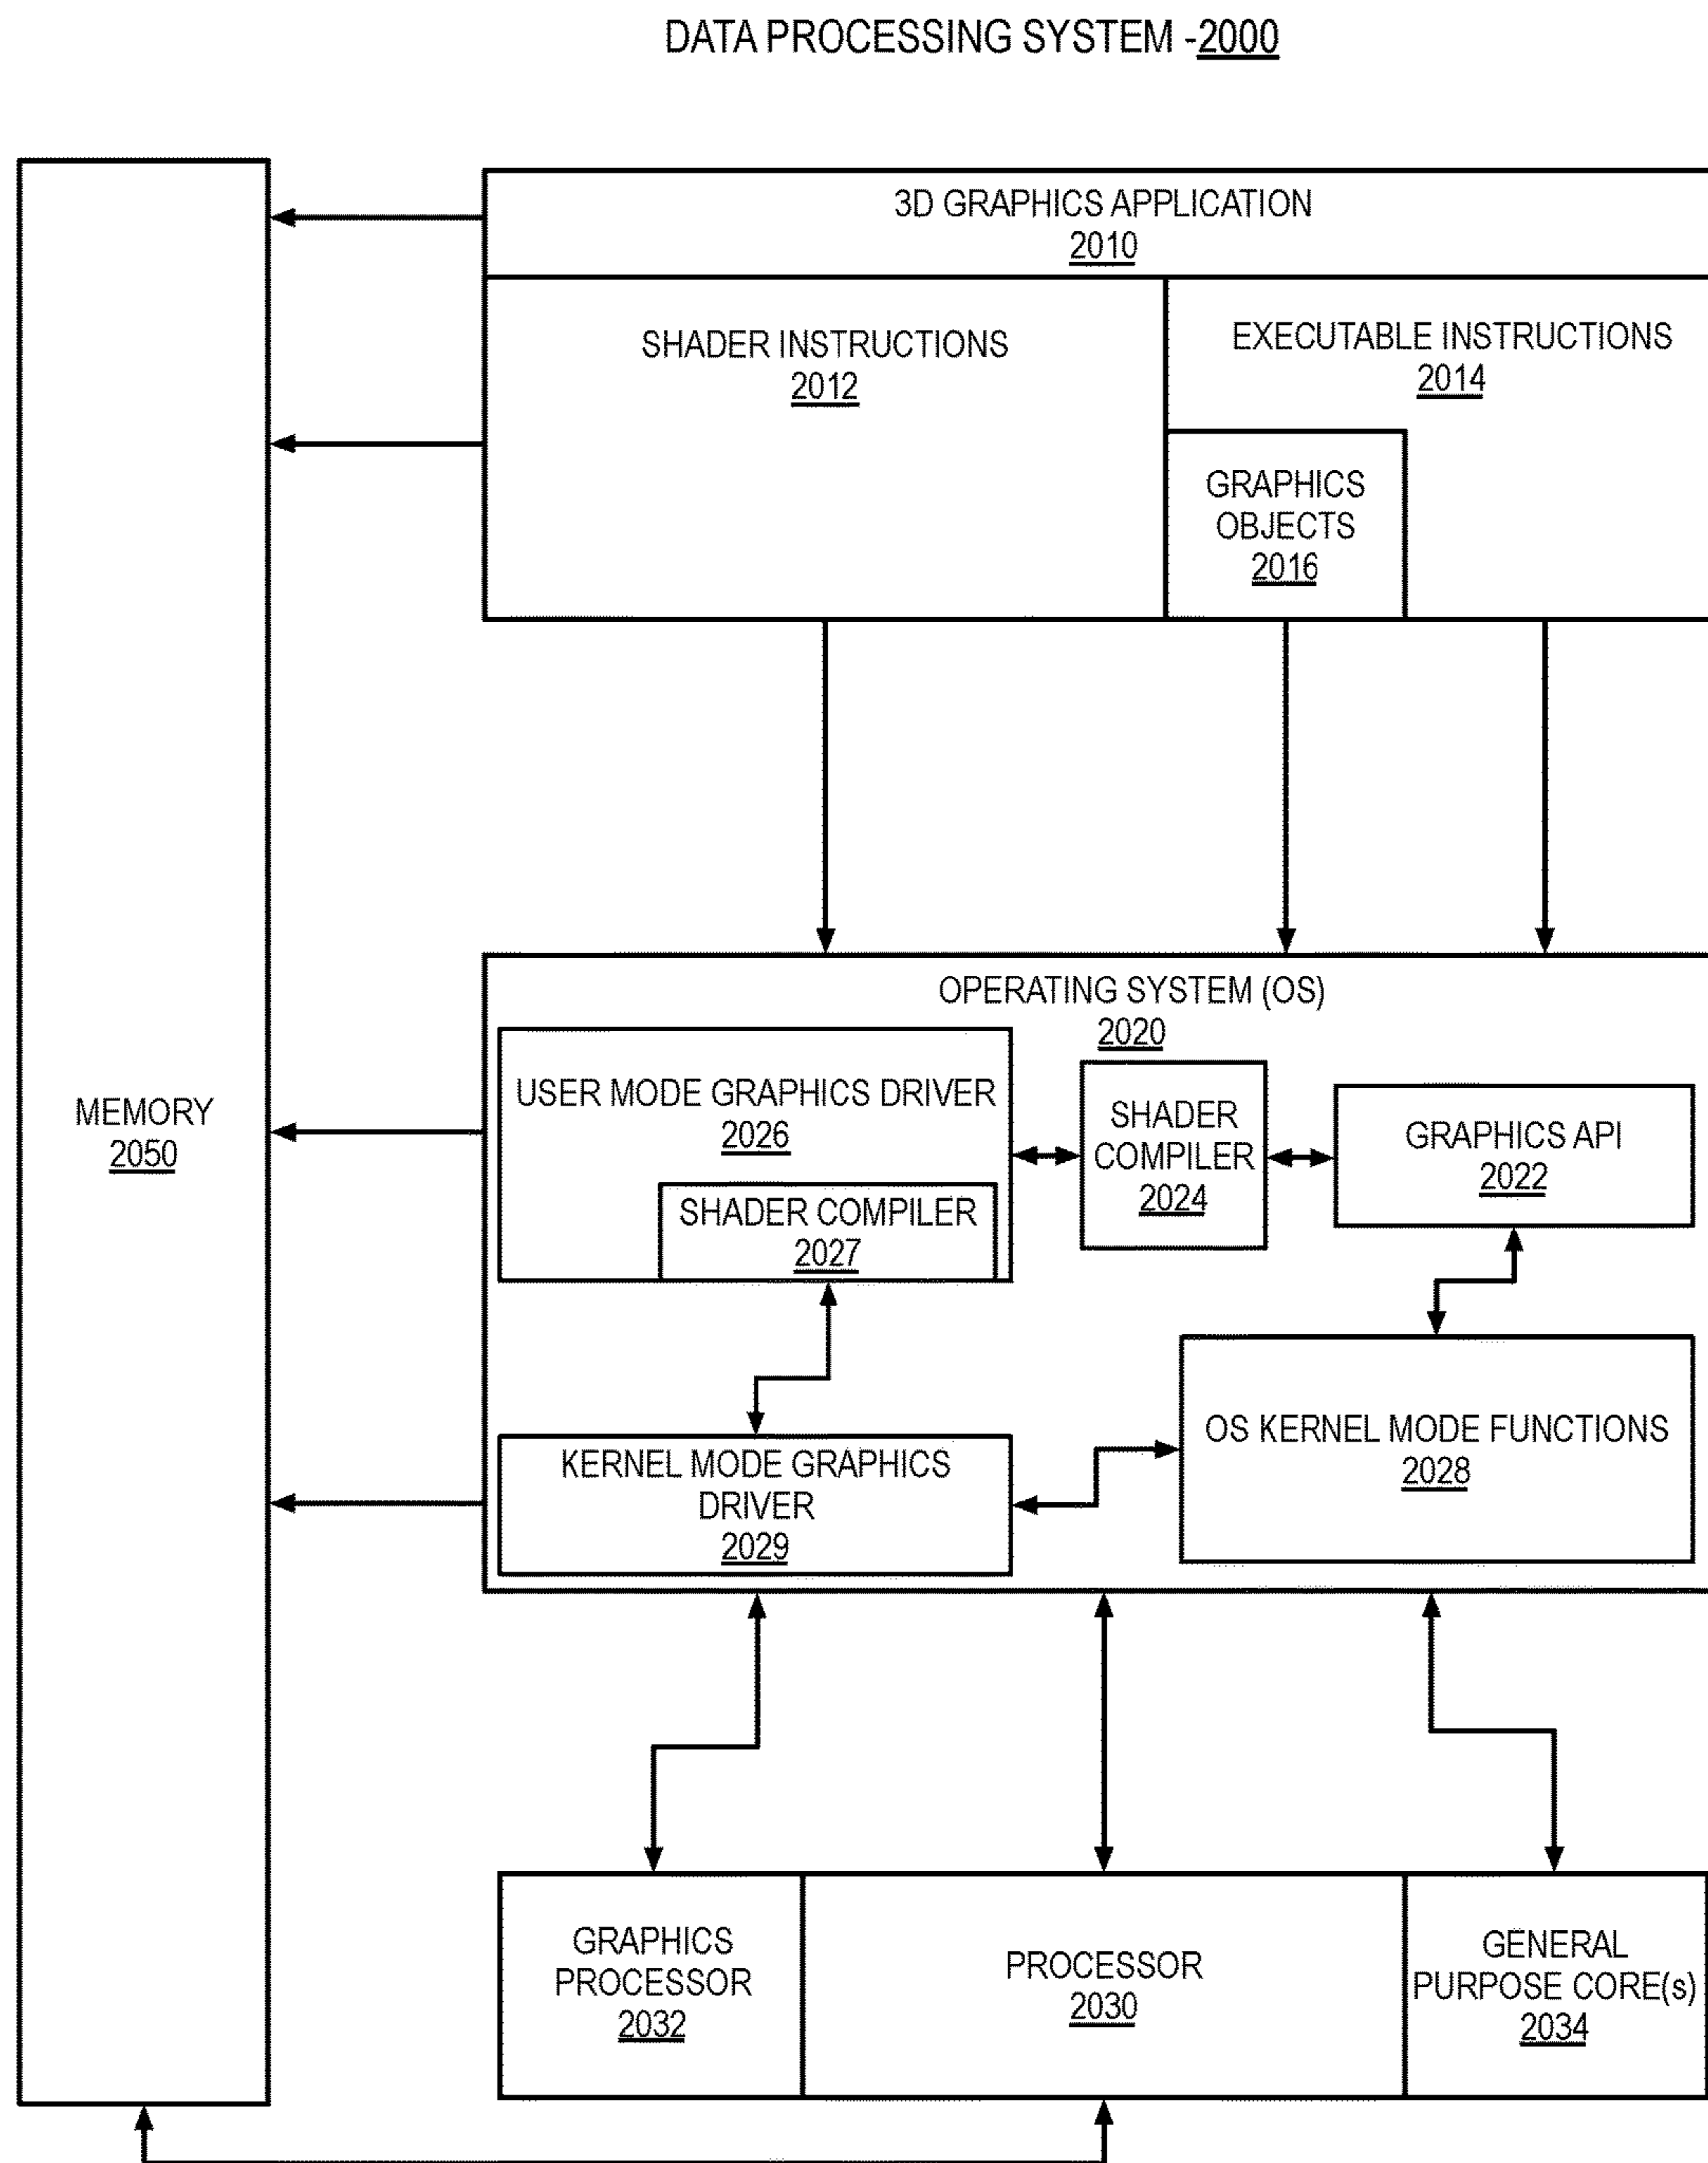 DATA PROCESSING SYSTEM -2000
3D GRAPHICS APPLICATION
2010
SHADER INSTRUCTIONS
2012
EXECUTABLE INSTRUCTIONS
2014
GRAPHICS
OBJECTS
2016
MEMORY
2050
OPERATING SYSTEM (OS)
2020
USER MODE GRAPHICS DRIVER
2026
SHADER COMPILER
2027
SHADER
COMPILER
2024
GRAPHICS API
2022
KERNEL MODE GRAPHICS
DRIVER
2029
OS KERNEL MODE FUNCTIONS
2028
GRAPHICS
PROCESSOR
2032
PROCESSOR
2030
GENERAL
PURPOSE CORE(s)
2034